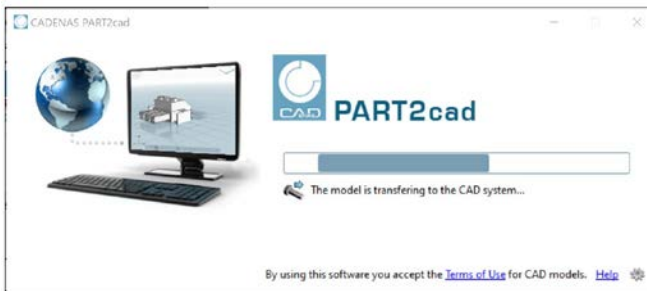 CADENAS PART2cad
CAD
PART2cad
The model is transfering to the CAD system...
By using this software you accept the Terms of Use for CAD models. Help